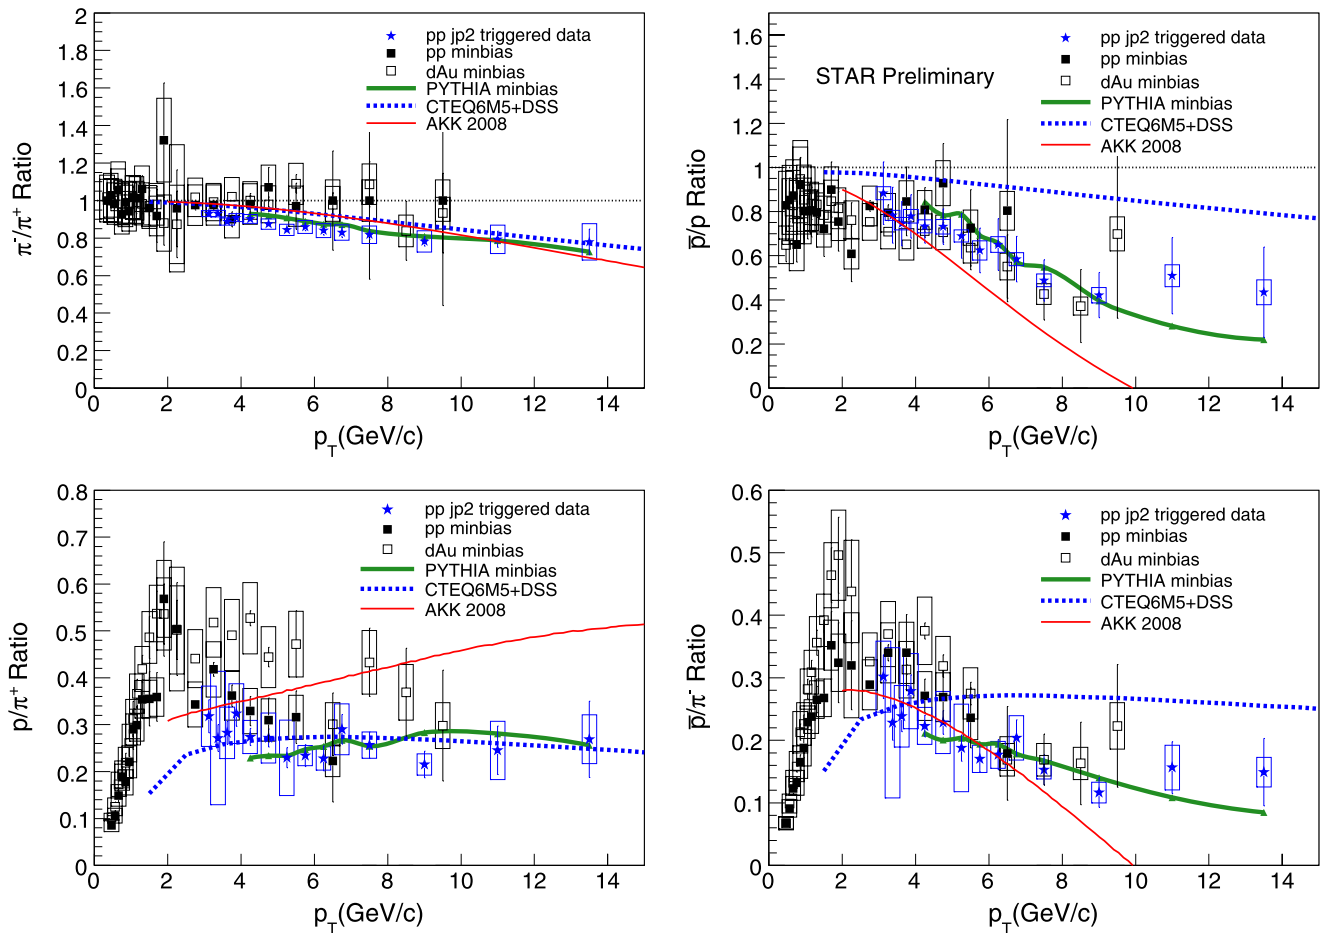 2
1.8
1.6
1.4
1.2
1
0.8
0.6
0.4
0.2
0
π⁻/π⁺ Ratio
pp jp2 triggered data
pp minbias
dAu minbias
PYTHIA minbias
CTEQ6M5+DSS
AKK 2008
0 2 4 6 8 10 12 14
p_T(GeV/c)
1.6
1.4
1.2
1
0.8
0.6
0.4
0.2
0
p̅/p Ratio
STAR Preliminary
pp jp2 triggered data
pp minbias
dAu minbias
PYTHIA minbias
CTEQ6M5+DSS
AKK 2008
0 2 4 6 8 10 12 14
p_T(GeV/c)
0.8
0.7
0.6
0.5
0.4
0.3
0.2
0.1
0
p/π⁺ Ratio
pp jp2 triggered data
pp minbias
dAu minbias
PYTHIA minbias
CTEQ6M5+DSS
AKK 2008
0 2 4 6 8 10 12 14
p_T(GeV/c)
0.6
0.5
0.4
0.3
0.2
0.1
0
p̅/π⁻ Ratio
pp jp2 triggered data
pp minbias
dAu minbias
PYTHIA minbias
CTEQ6M5+DSS
AKK 2008
0 2 4 6 8 10 12 14
p_T(GeV/c)